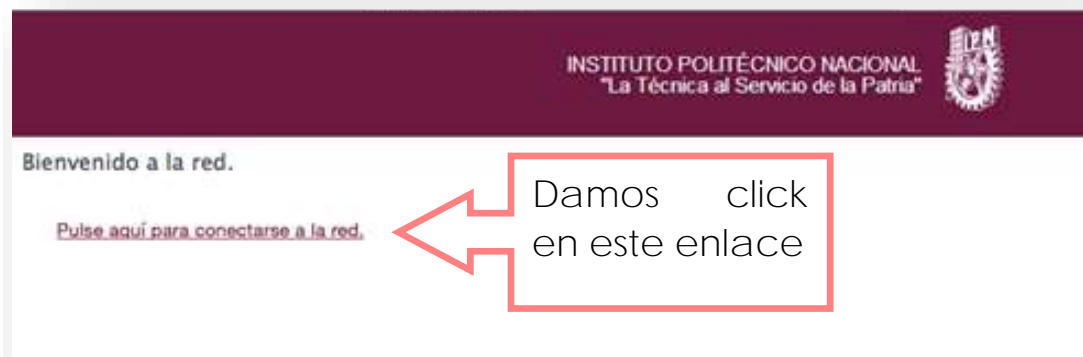 INSTITUTO POLITÉCNICO NACIONAL
"La Técnica al Servicio de la Patria"
IPN
Bienvenido a la red.
Pulse aquí para conectarse a la red.
Damos click
en este enlace